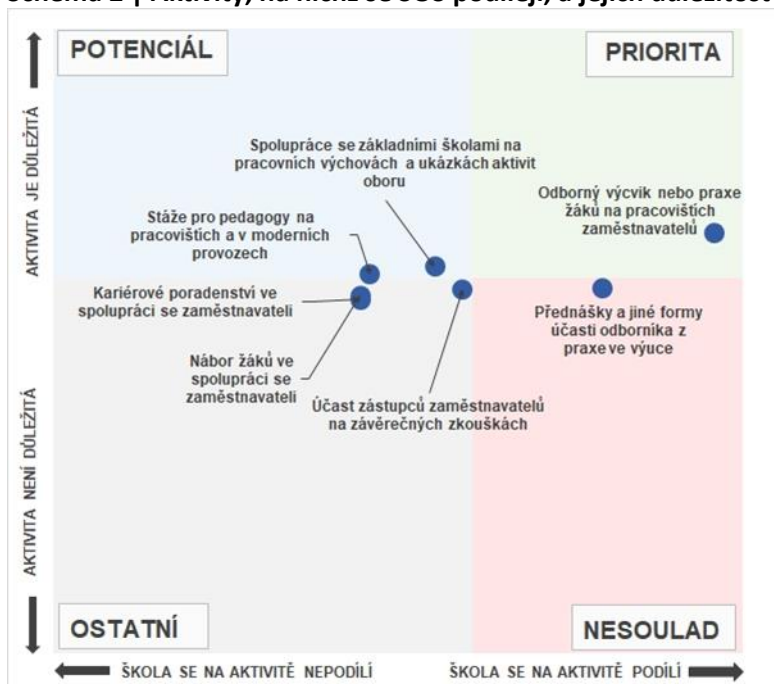 POTENCIÁL
PRIORITA
AKTIVITA JE DŮLEŽITÁ
Spolupráce se základními školami na
pracovních výchovách a ukázkách aktivit
oboru
Odborný výcvik nebo praxe
žáků na pracovištích
zaměstnavatelů
Stáže pro pedagogy na
pracovištích a v moderních
provozech
Kariérové poradenství ve
spolupráci se zaměstnavateli
Přednášky a jiné formy
účasti odborníka z
praxe ve výuce
Nábor žáků ve
spolupráci se
zaměstnavateli
Účast zástupců zaměstnavatelů
na závěrečných zkouškách
AKTIVITA NENÍ DŮLEŽITÁ
OSTATNÍ
NESOULAD
ŠKOLA SE NA AKTIVITĚ NEPODÍLÍ
ŠKOLA SE NA AKTIVITĚ PODÍLÍ